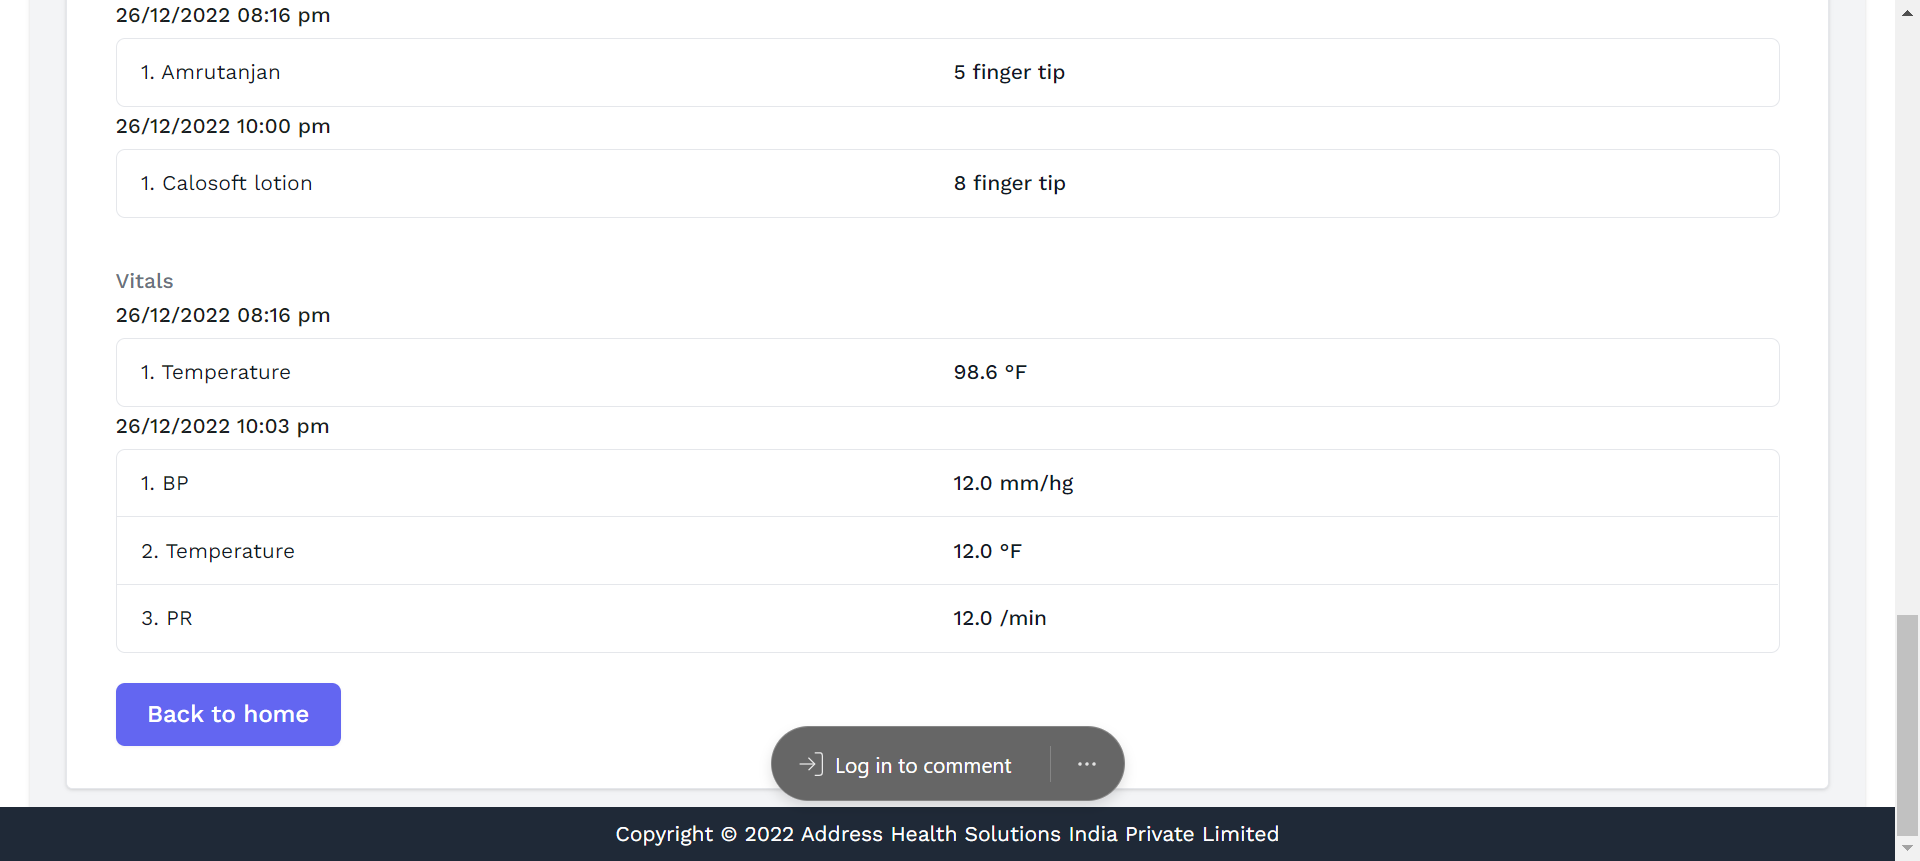 26/12/2022 08:16 pm
1. Amrutanjan 5 finger tip
26/12/2022 10:00 pm
1. Calosoft lotion 8 finger tip
Vitals
26/12/2022 08:16 pm
1. Temperature 98.6 °F
26/12/2022 10:03 pm
1. BP 12.0 mm/hg
2. Temperature 12.0 °F
3. PR 12.0 /min
Back to home
Log in to comment
Copyright © 2022 Address Health Solutions India Private Limited